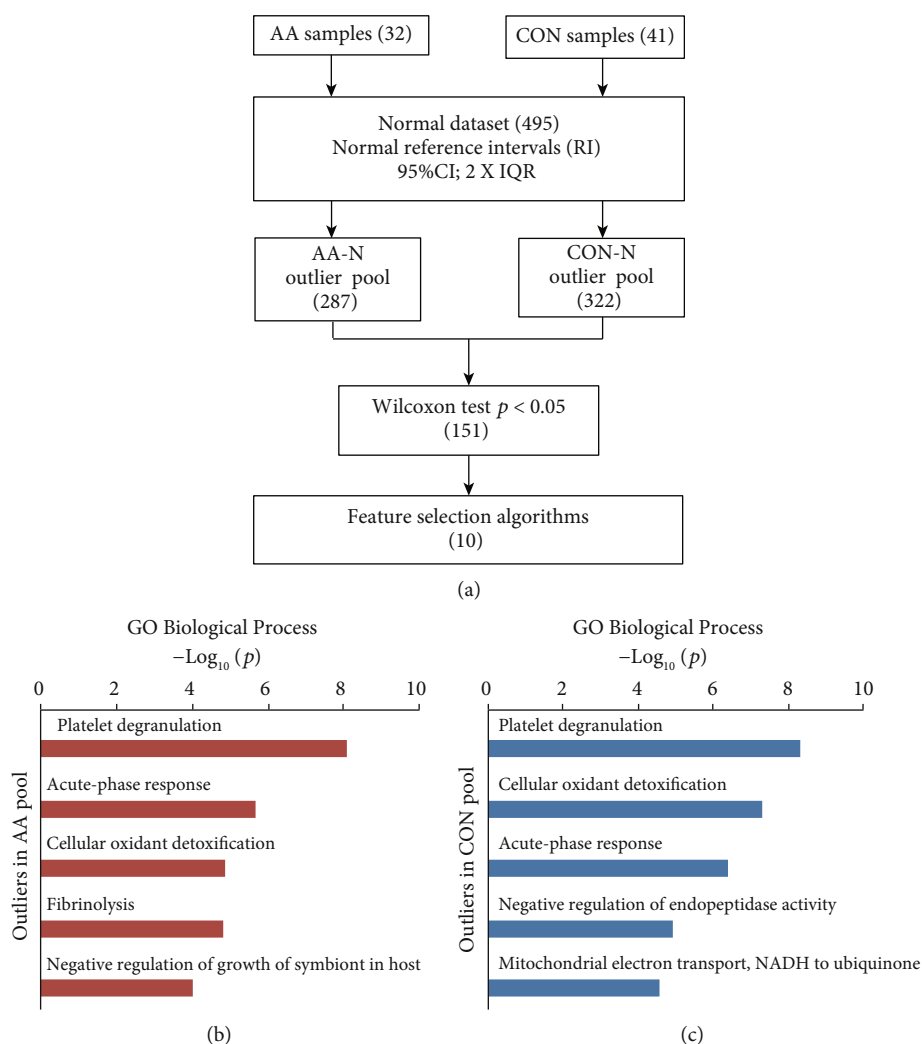 AA samples (32)
CON samples (41)
Normal dataset (495)
Normal reference intervals (RI)
95%CI; 2 X IQR
AA-N
outlier pool
(287)
CON-N
outlier pool
(322)
Wilcoxon test p < 0.05
(151)
Feature selection algorithms
(10)
(a)
GO Biological Process
−Log10 (p)
0 2 4 6 8 10
Outliers in AA pool
Platelet degranulation
Acute-phase response
Cellular oxidant detoxification
Fibrinolysis
Negative regulation of growth of symbiont in host
(b)
GO Biological Process
−Log10 (p)
0 2 4 6 8 10
Outliers in CON pool
Platelet degranulation
Cellular oxidant detoxification
Acute-phase response
Negative regulation of endopeptidase activity
Mitochondrial electron transport, NADH to ubiquinone
(c)